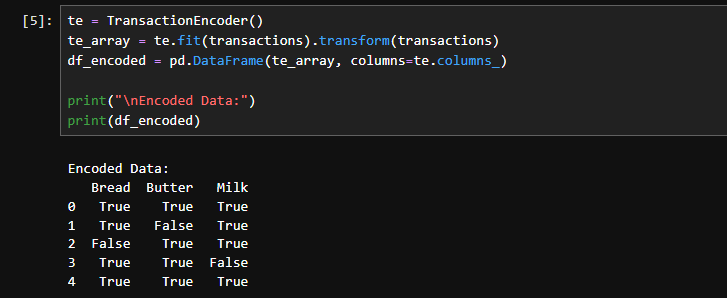 [5]: te = TransactionEncoder()
te_array = te.fit(transactions).transform(transactions)
df_encoded = pd.DataFrame(te_array, columns=te.columns_)
print("\nEncoded Data:")
print(df_encoded)
Encoded Data:
   Bread  Butter   Milk
0   True    True   True
1   True   False   True
2  False    True   True
3   True    True  False
4   True    True   True